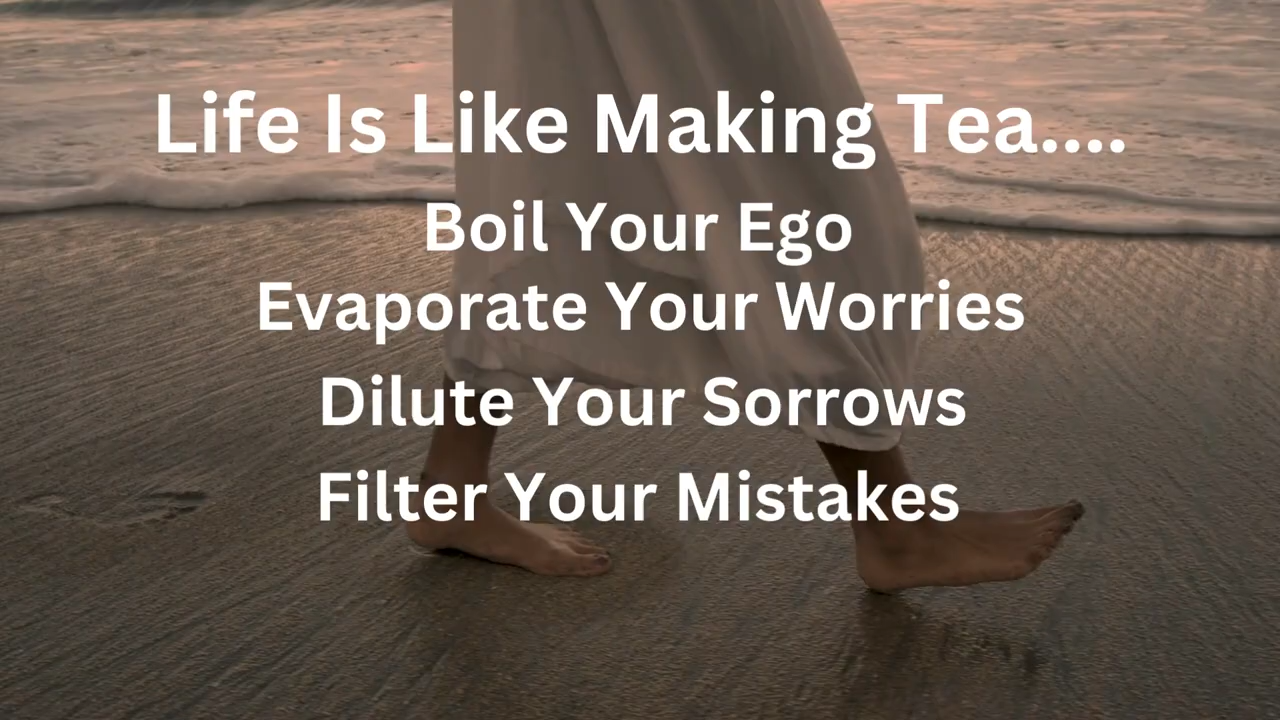 Life Is Like Making Tea....
Boil Your Ego
Evaporate Your Worries
Dilute Your Sorrows
Filter Your Mistakes